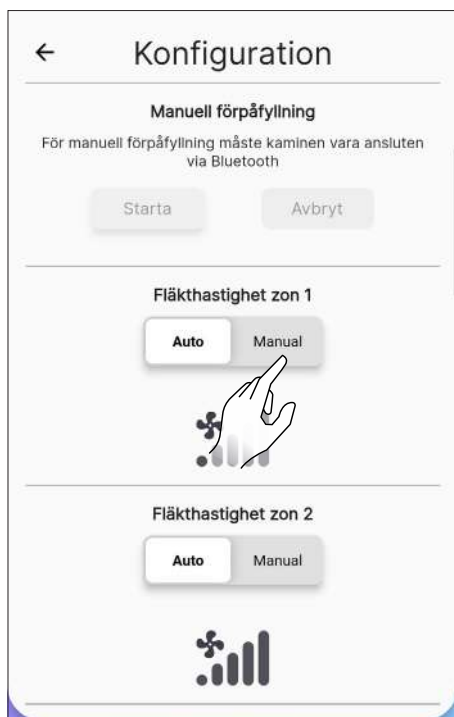 Konfiguration
Manuell förpåfyllning
För manuell förpåfyllning måste kaminen vara ansluten
via Bluetooth
Starta Avbryt
Fläkthastighet zon 1
Auto Manual
Fläkthastighet zon 2
Auto Manual